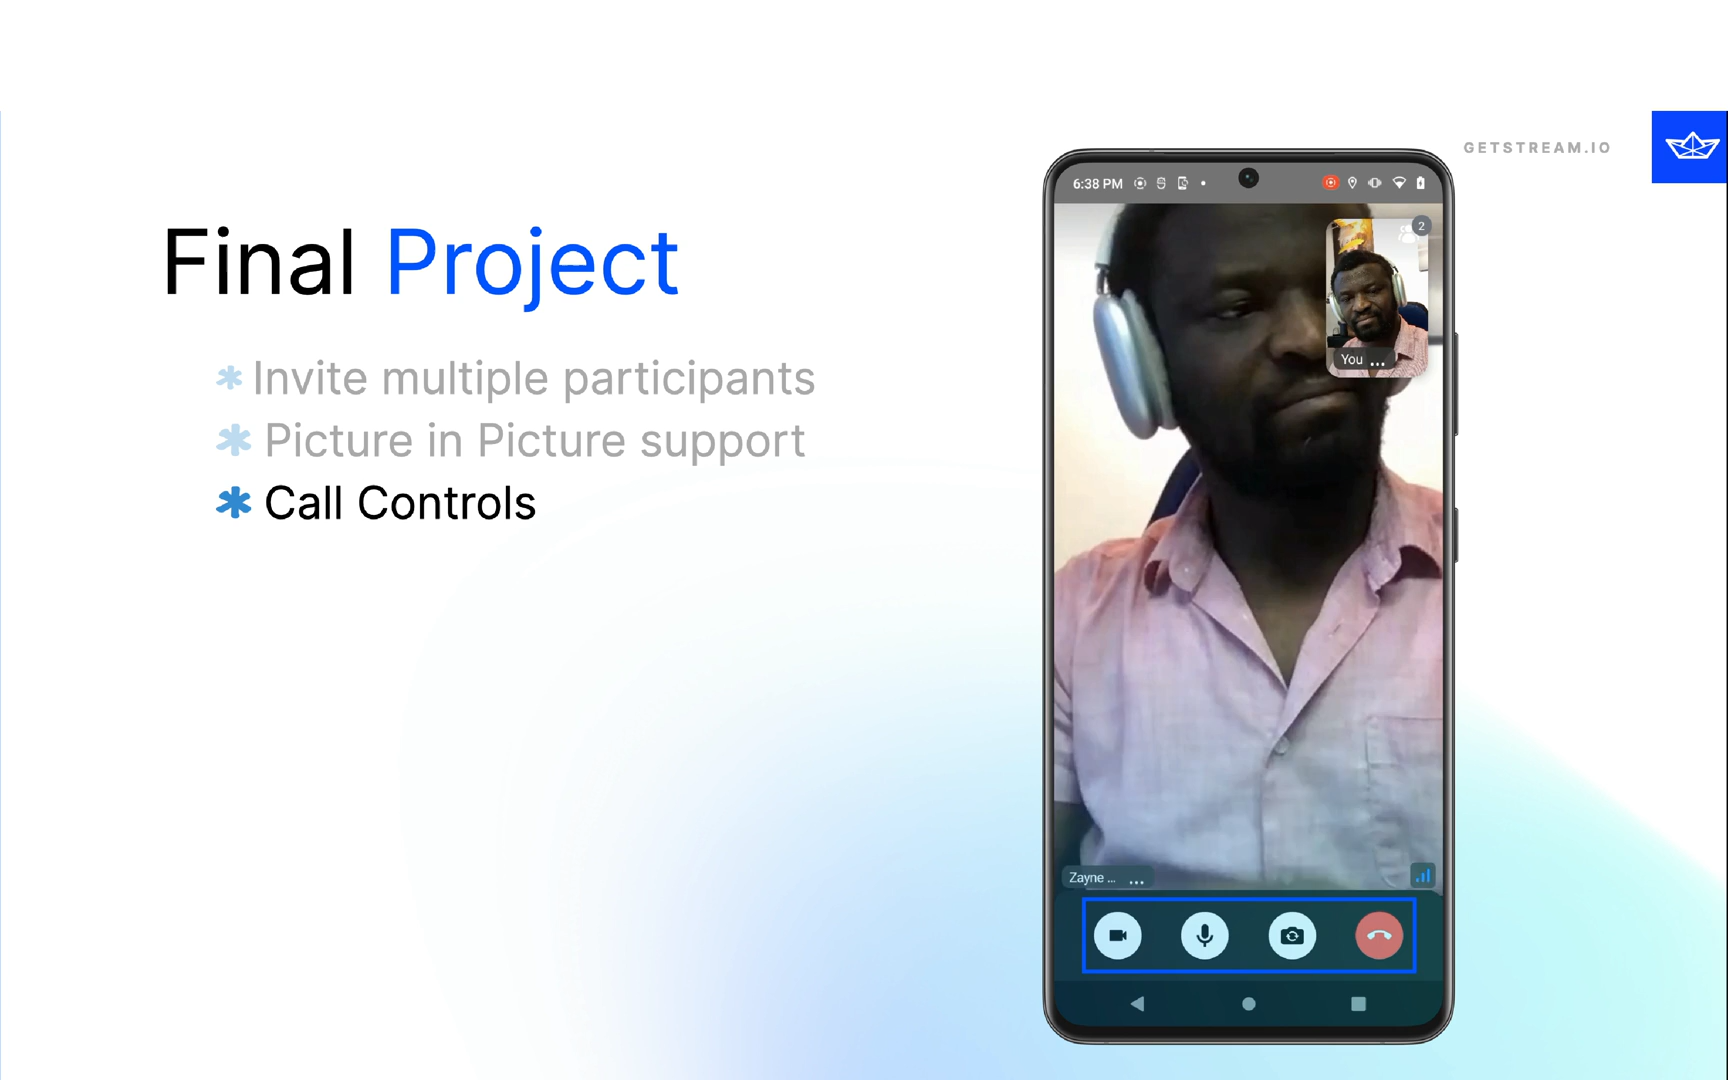 GETSTREAM.IO
Final Project
* Invite multiple participants
* Picture in Picture support
* Call Controls
6:38 PM
2
You ...
Zayne ... ...